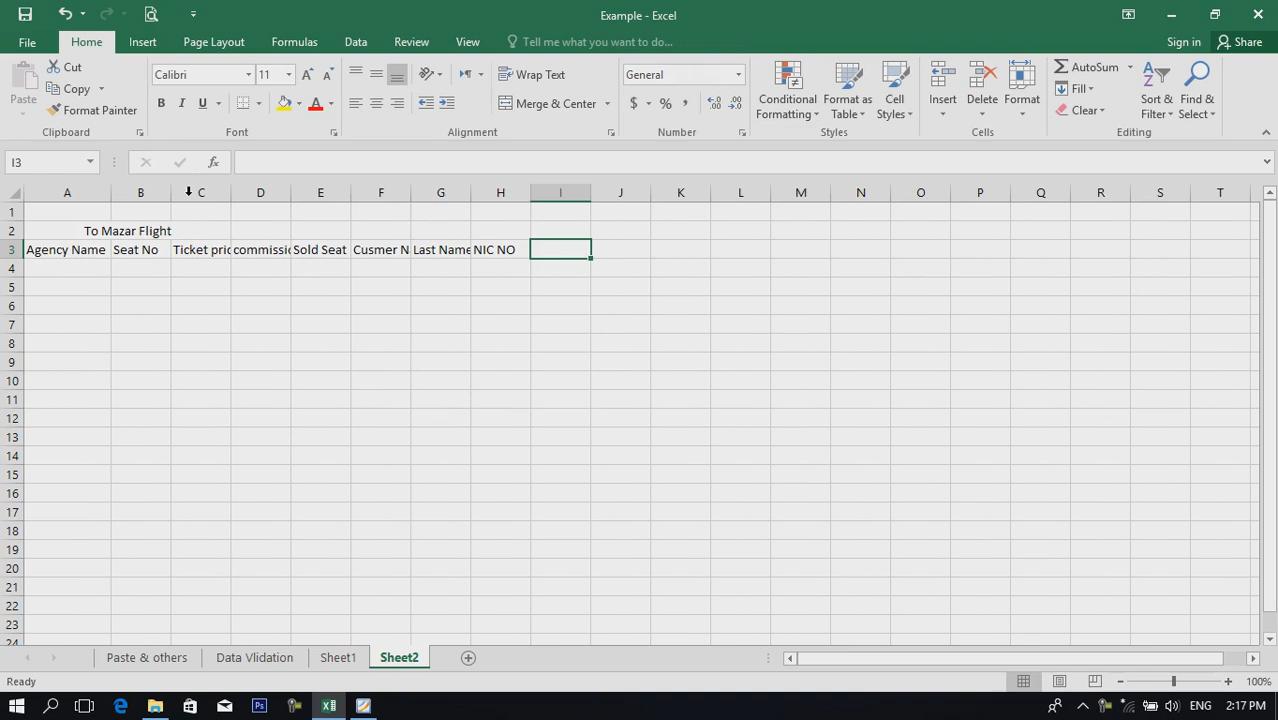 Example - Excel
File Home Insert Page Layout Formulas Data Review View Tell me what you want to do... Sign in Share
Paste Cut Copy Format Painter Clipboard
Calibri 11 A A B I U A Font
Wrap Text Merge & Center Alignment
General $ % , Number
Conditional Formatting Format as Table Cell Styles Styles
Insert Delete Format Cells
AutoSum Fill Clear Sort & Filter Find & Select Editing
I3 fx
A B C D E F G H I J K L M N O P Q R S T
1
2 To Mazar Flight
3 Agency Name Seat No Ticket pric commissio Sold Seat Cusmer N Last Name NIC NO
4
5
6
7
8
9
10
11
12
13
14
15
16
17
18
19
20
21
22
23
24
Paste & others Data Vlidation Sheet1 Sheet2
Ready 100%
ENG 2:17 PM